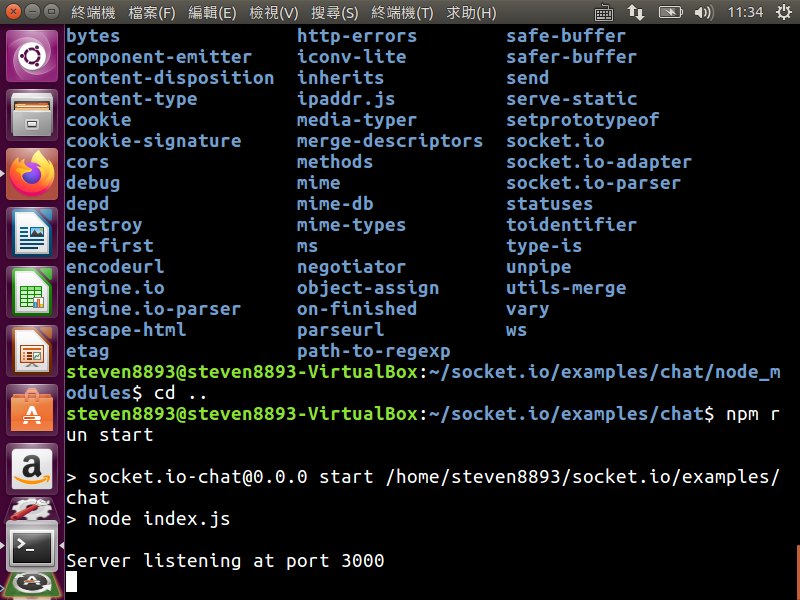 終端機 檔案(F) 編輯(E) 檢視(V) 搜尋(S) 終端機(T) 求助(H) 11:34
bytes http-errors safe-buffer
component-emitter iconv-lite safer-buffer
content-disposition inherits send
content-type ipaddr.js serve-static
cookie media-typer setprototypeof
cookie-signature merge-descriptors socket.io
cors methods socket.io-adapter
debug mime socket.io-parser
depd mime-db statuses
destroy mime-types toidentifier
ee-first ms type-is
encodeurl negotiator unpipe
engine.io object-assign utils-merge
engine.io-parser on-finished vary
escape-html parseurl ws
etag path-to-regexp
steven8893@steven8893-VirtualBox:~/socket.io/examples/chat/node_m
odules$ cd ..
steven8893@steven8893-VirtualBox:~/socket.io/examples/chat$ npm r
un start
> socket.io-chat@0.0.0 start /home/steven8893/socket.io/examples/
chat
> node index.js
Server listening at port 3000